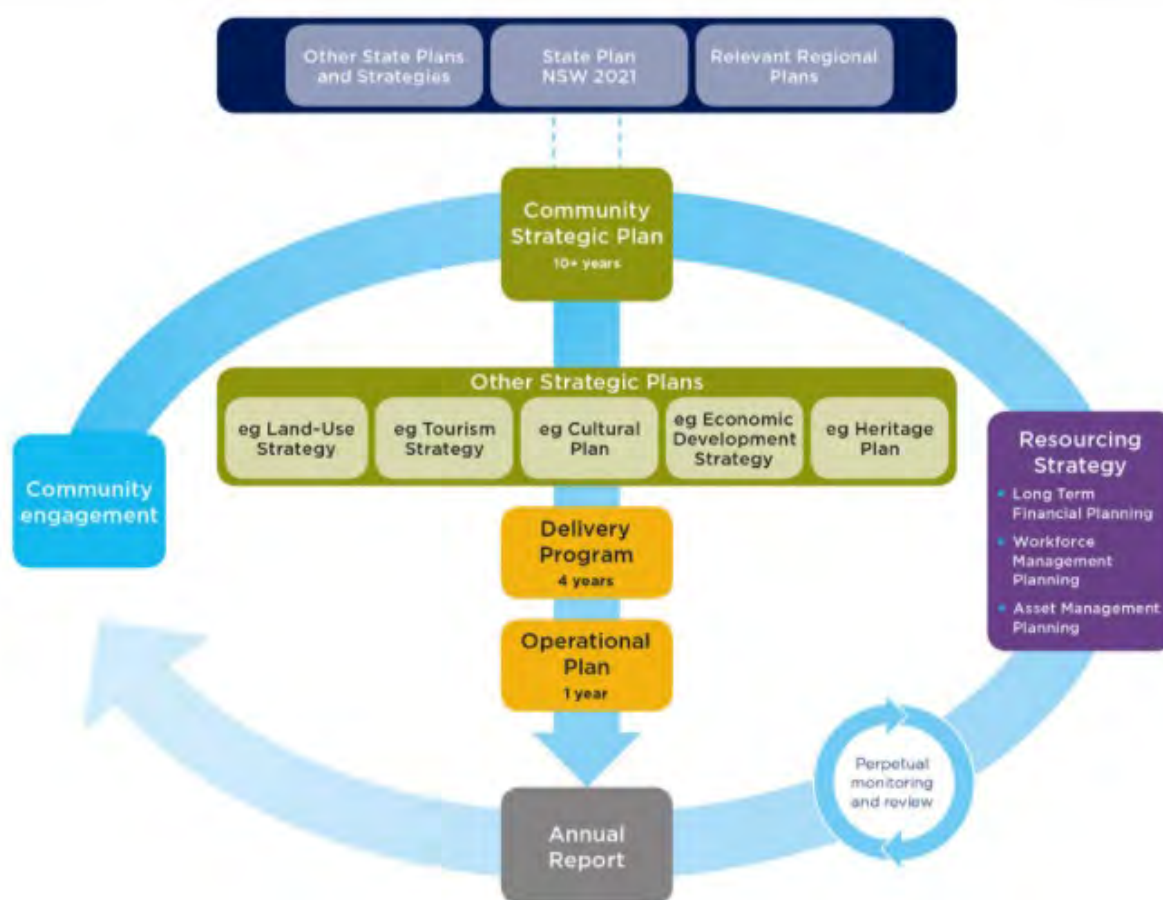 Other State Plans
and Strategies
State Plan
NSW 2021
Relevant Regional
Plans
Community
Strategic Plan
10+ years
Other Strategic Plans
eg Land-Use
Strategy
eg Tourism
Strategy
eg Cultural
Plan
eg Economic
Development
Strategy
eg Heritage
Plan
Community
engagement
Resourcing
Strategy
• Long Term
Financial Planning
• Workforce
Management
Planning
• Asset Management
Planning
Delivery
Program
4 years
Operational
Plan
1 year
Perpetual
monitoring
and review
Annual
Report